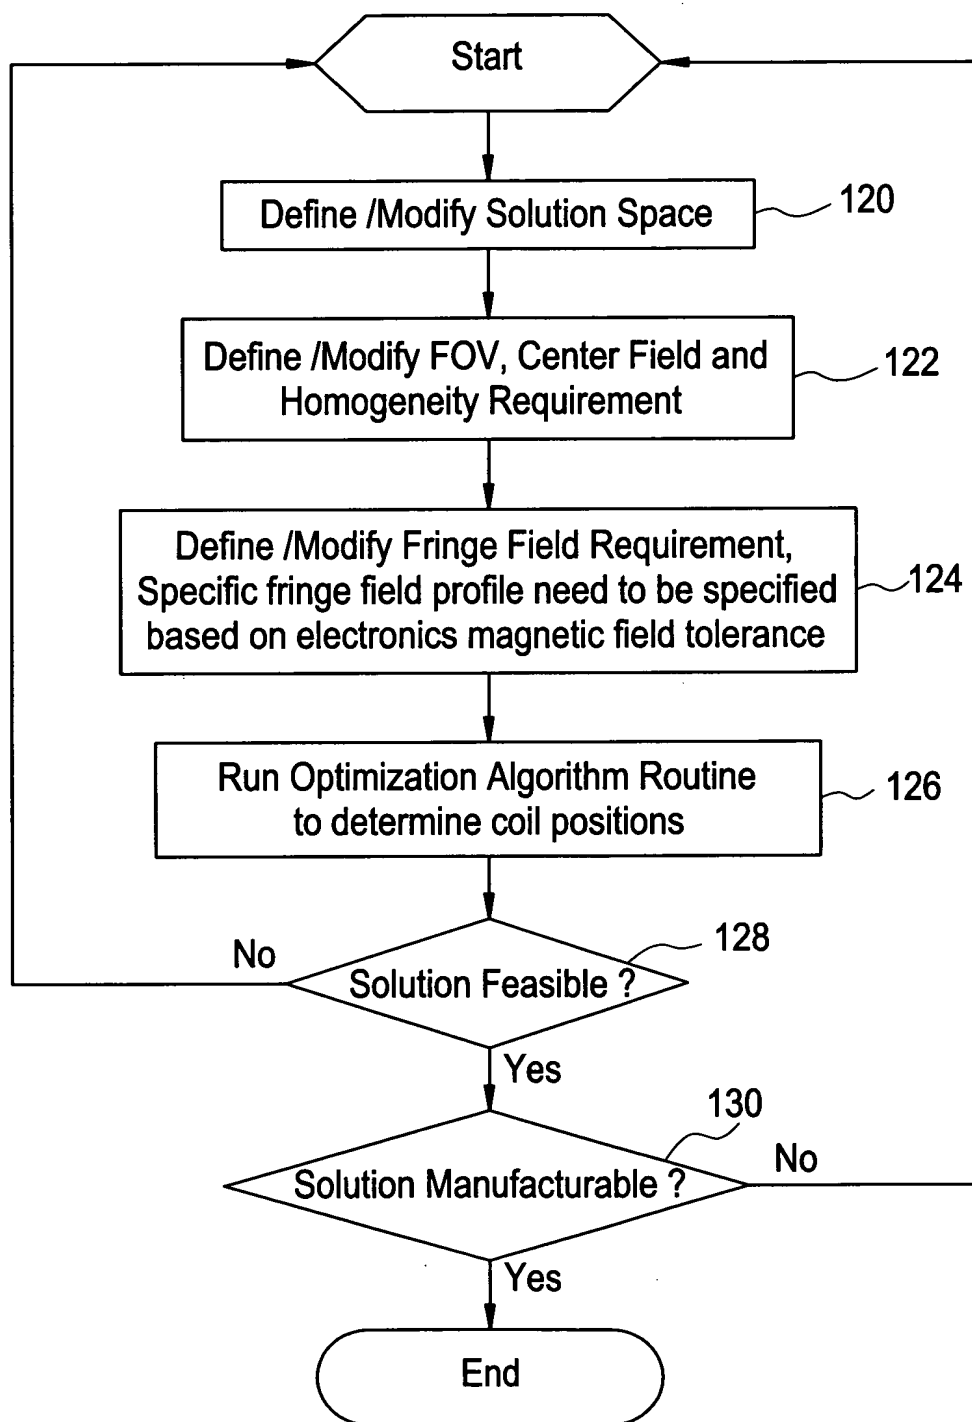 Start
Define /Modify Solution Space
120
Define /Modify FOV, Center Field and
Homogeneity Requirement
122
Define /Modify Fringe Field Requirement,
Specific fringe field profile need to be specified
based on electronics magnetic field tolerance
124
Run Optimization Algorithm Routine
to determine coil positions
126
No
128
Solution Feasible ?
Yes
130
Solution Manufacturable ?
No
Yes
End